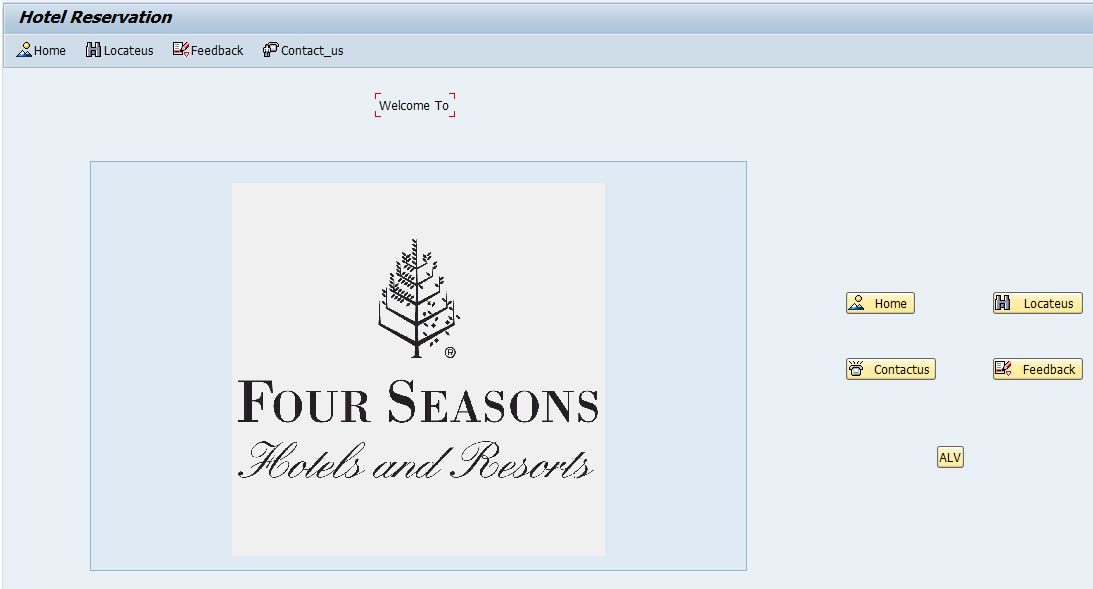 Hotel Reservation
Home Locateus Feedback Contact_us
Welcome To
®
FOUR SEASONS
Hotels and Resorts
Home Locateus
Contactus Feedback
ALV